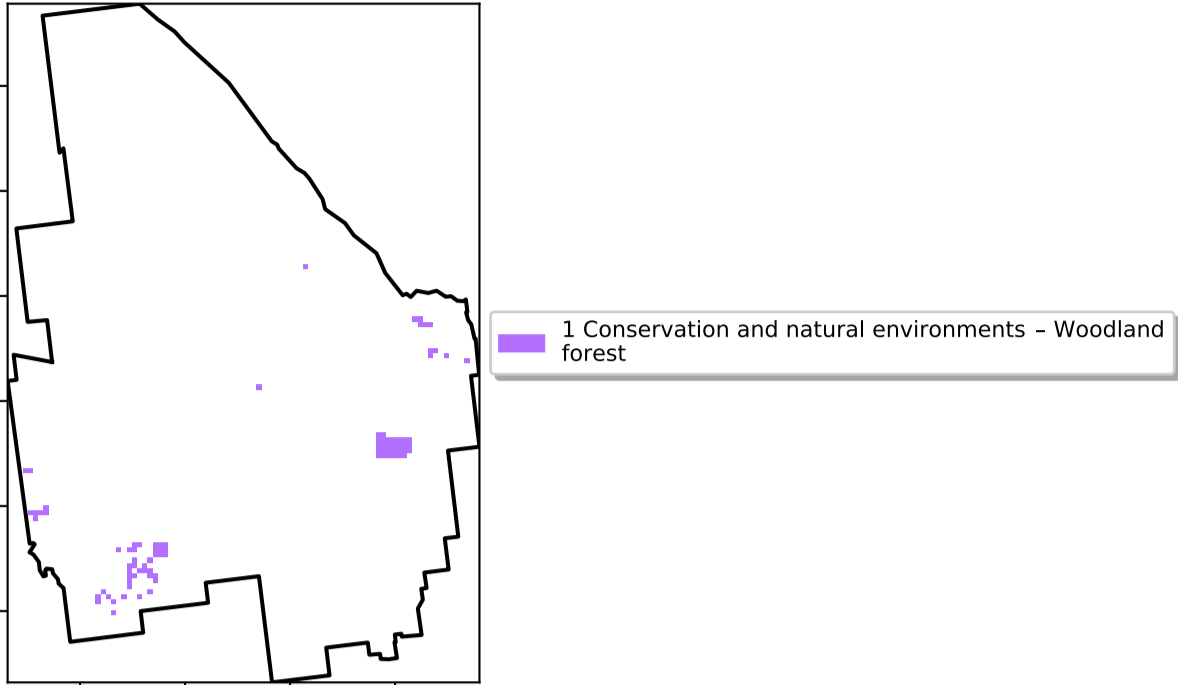 1 Conservation and natural environments – Woodland
forest